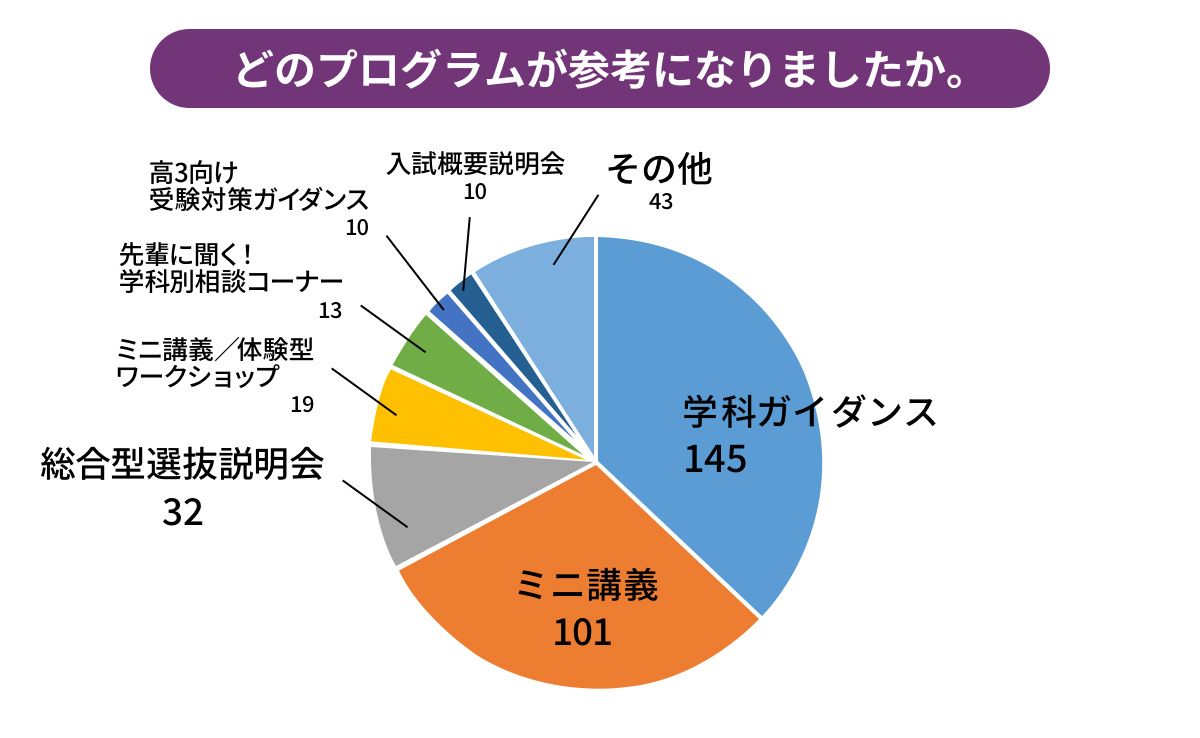 どのプログラムが参考になりましたか。
入試概要説明会
10
その他
43
高3向け
受験対策ガイダンス
10
先輩に聞く！
学科別相談コーナー
13
ミニ講義／体験型
ワークショップ
19
総合型選抜説明会
32
学科ガイダンス
145
ミニ講義
101